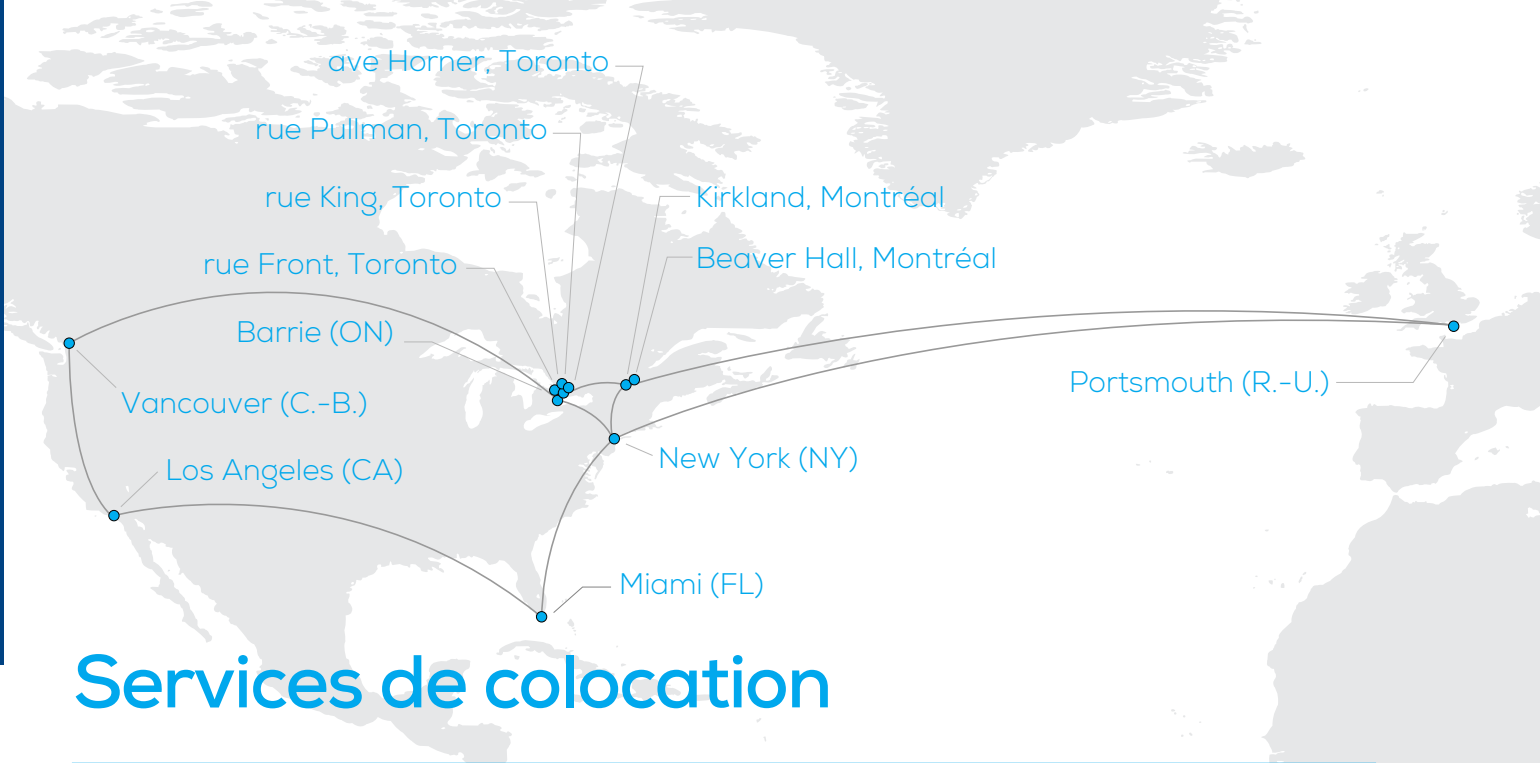 ave Horner, Toronto
rue Pullman, Toronto
rue King, Toronto
Kirkland, Montréal
rue Front, Toronto
Beaver Hall, Montréal
Barrie (ON)
Vancouver (C.-B.)
Portsmouth (R.-U.)
Los Angeles (CA)
New York (NY)
Miami (FL)
Services de colocation